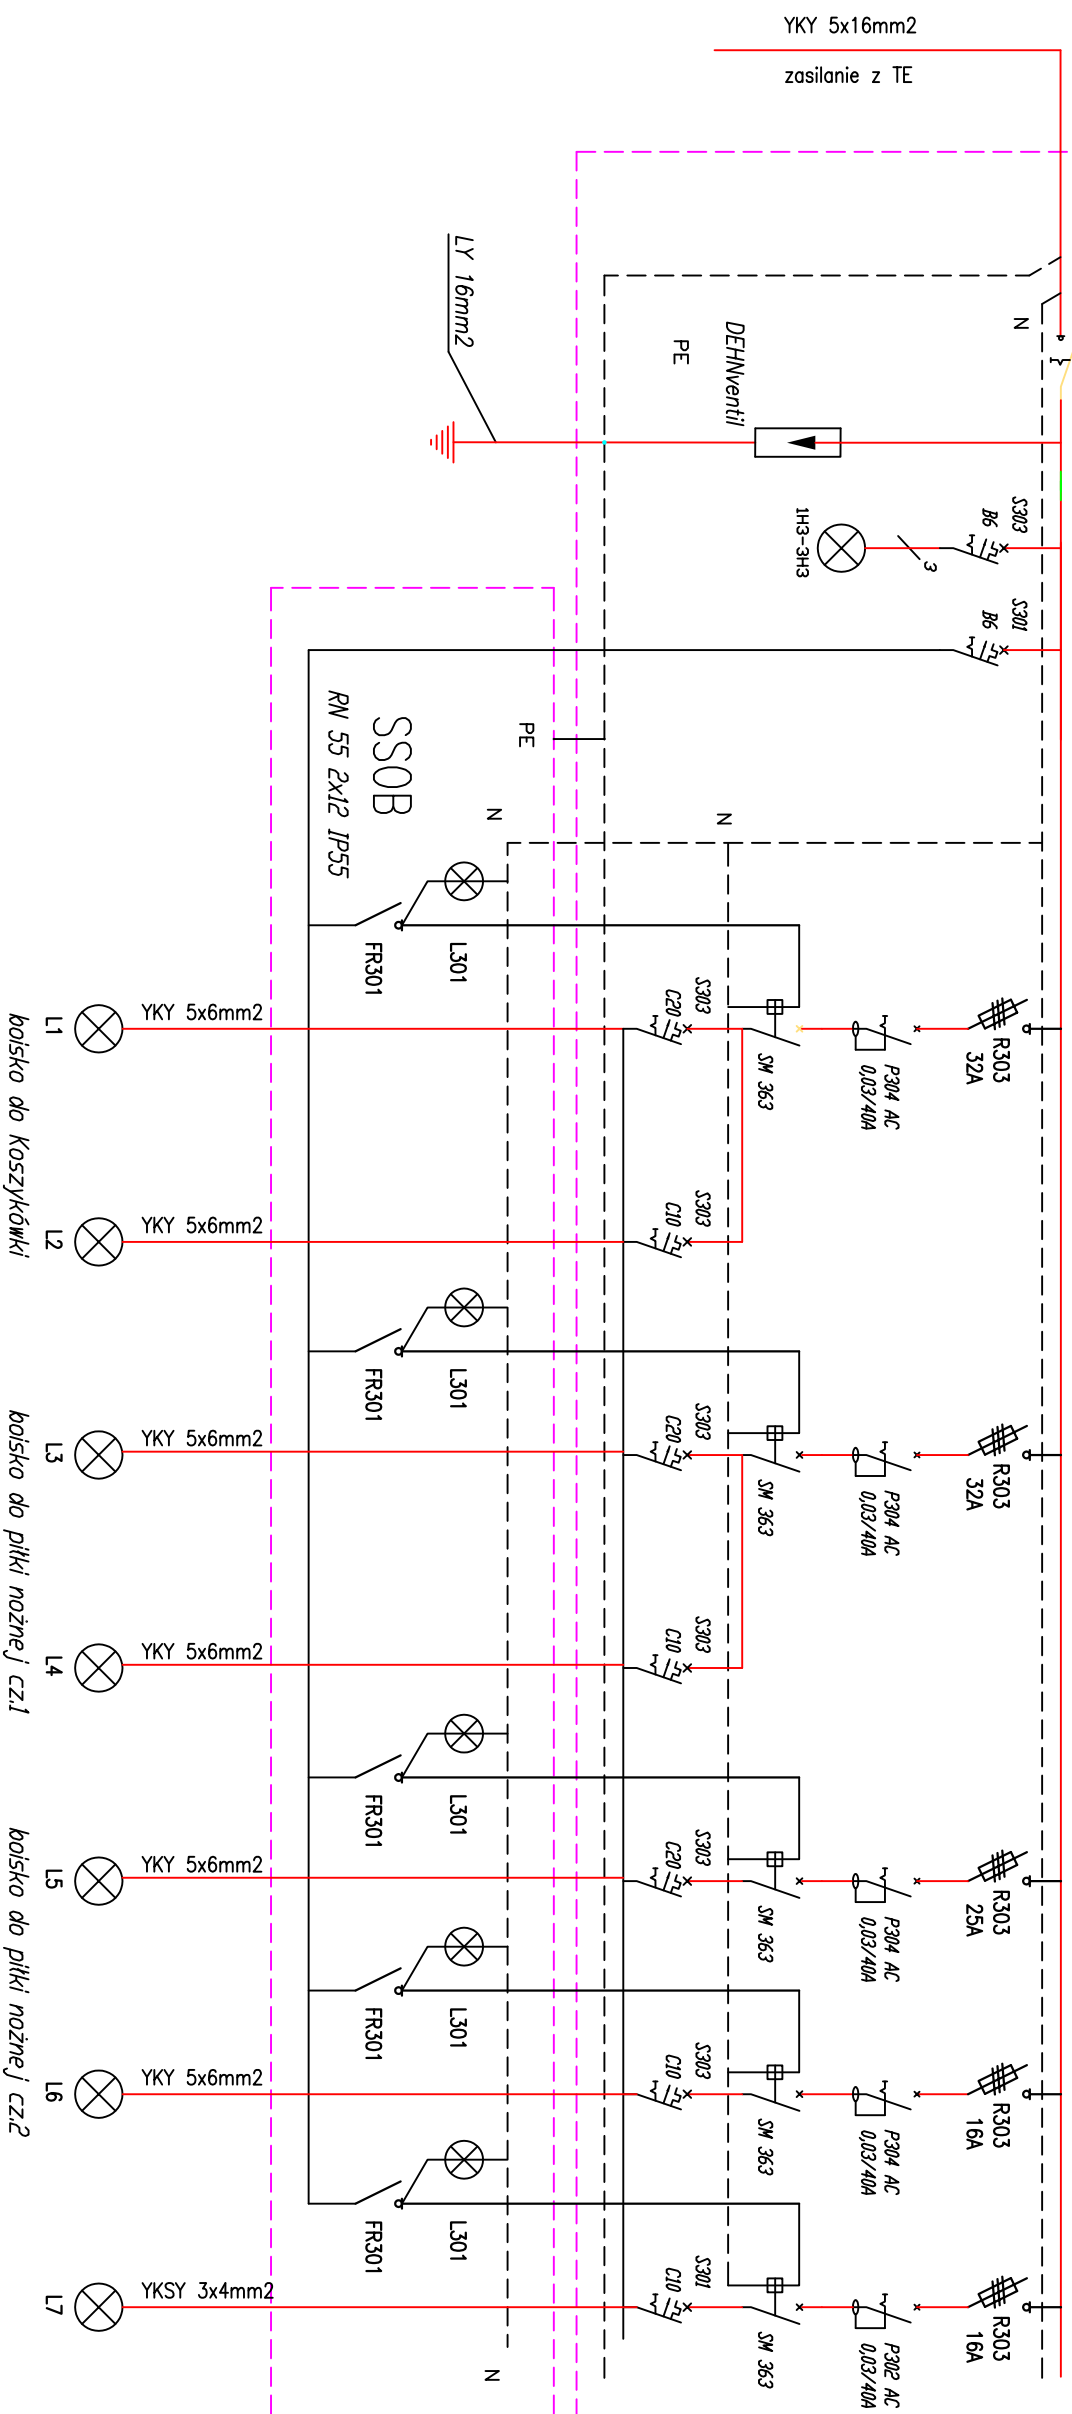 YKY 5x16mm2
zasilanie z TE
LY 16mm2
N
PE
DEHNventil
S303
B6
3
1H3-3H3
S301
B6
PE
SSOB
RN 55 2x12 IP55
N
N
L301
FR301
S303
C20
SM 363
P304 AC
0,03/40A
R303
32A
YKY 5x6mm2
L1
boisko do Koszykówki
S303
C10
YKY 5x6mm2
L2
L301
FR301
S303
C20
SM 363
P304 AC
0,03/40A
R303
32A
YKY 5x6mm2
L3
boisko do piłki nożnej cz.1
S303
C10
YKY 5x6mm2
L4
L301
FR301
S303
C20
SM 363
P304 AC
0,03/40A
R303
25A
YKY 5x6mm2
L5
boisko do piłki nożnej cz.2
L301
FR301
S303
C10
SM 363
P304 AC
0,03/40A
R303
16A
YKY 5x6mm2
L6
L301
FR301
S301
C10
SM 363
P302 AC
0,03/40A
R303
16A
YKSY 3x4mm2
L7
N